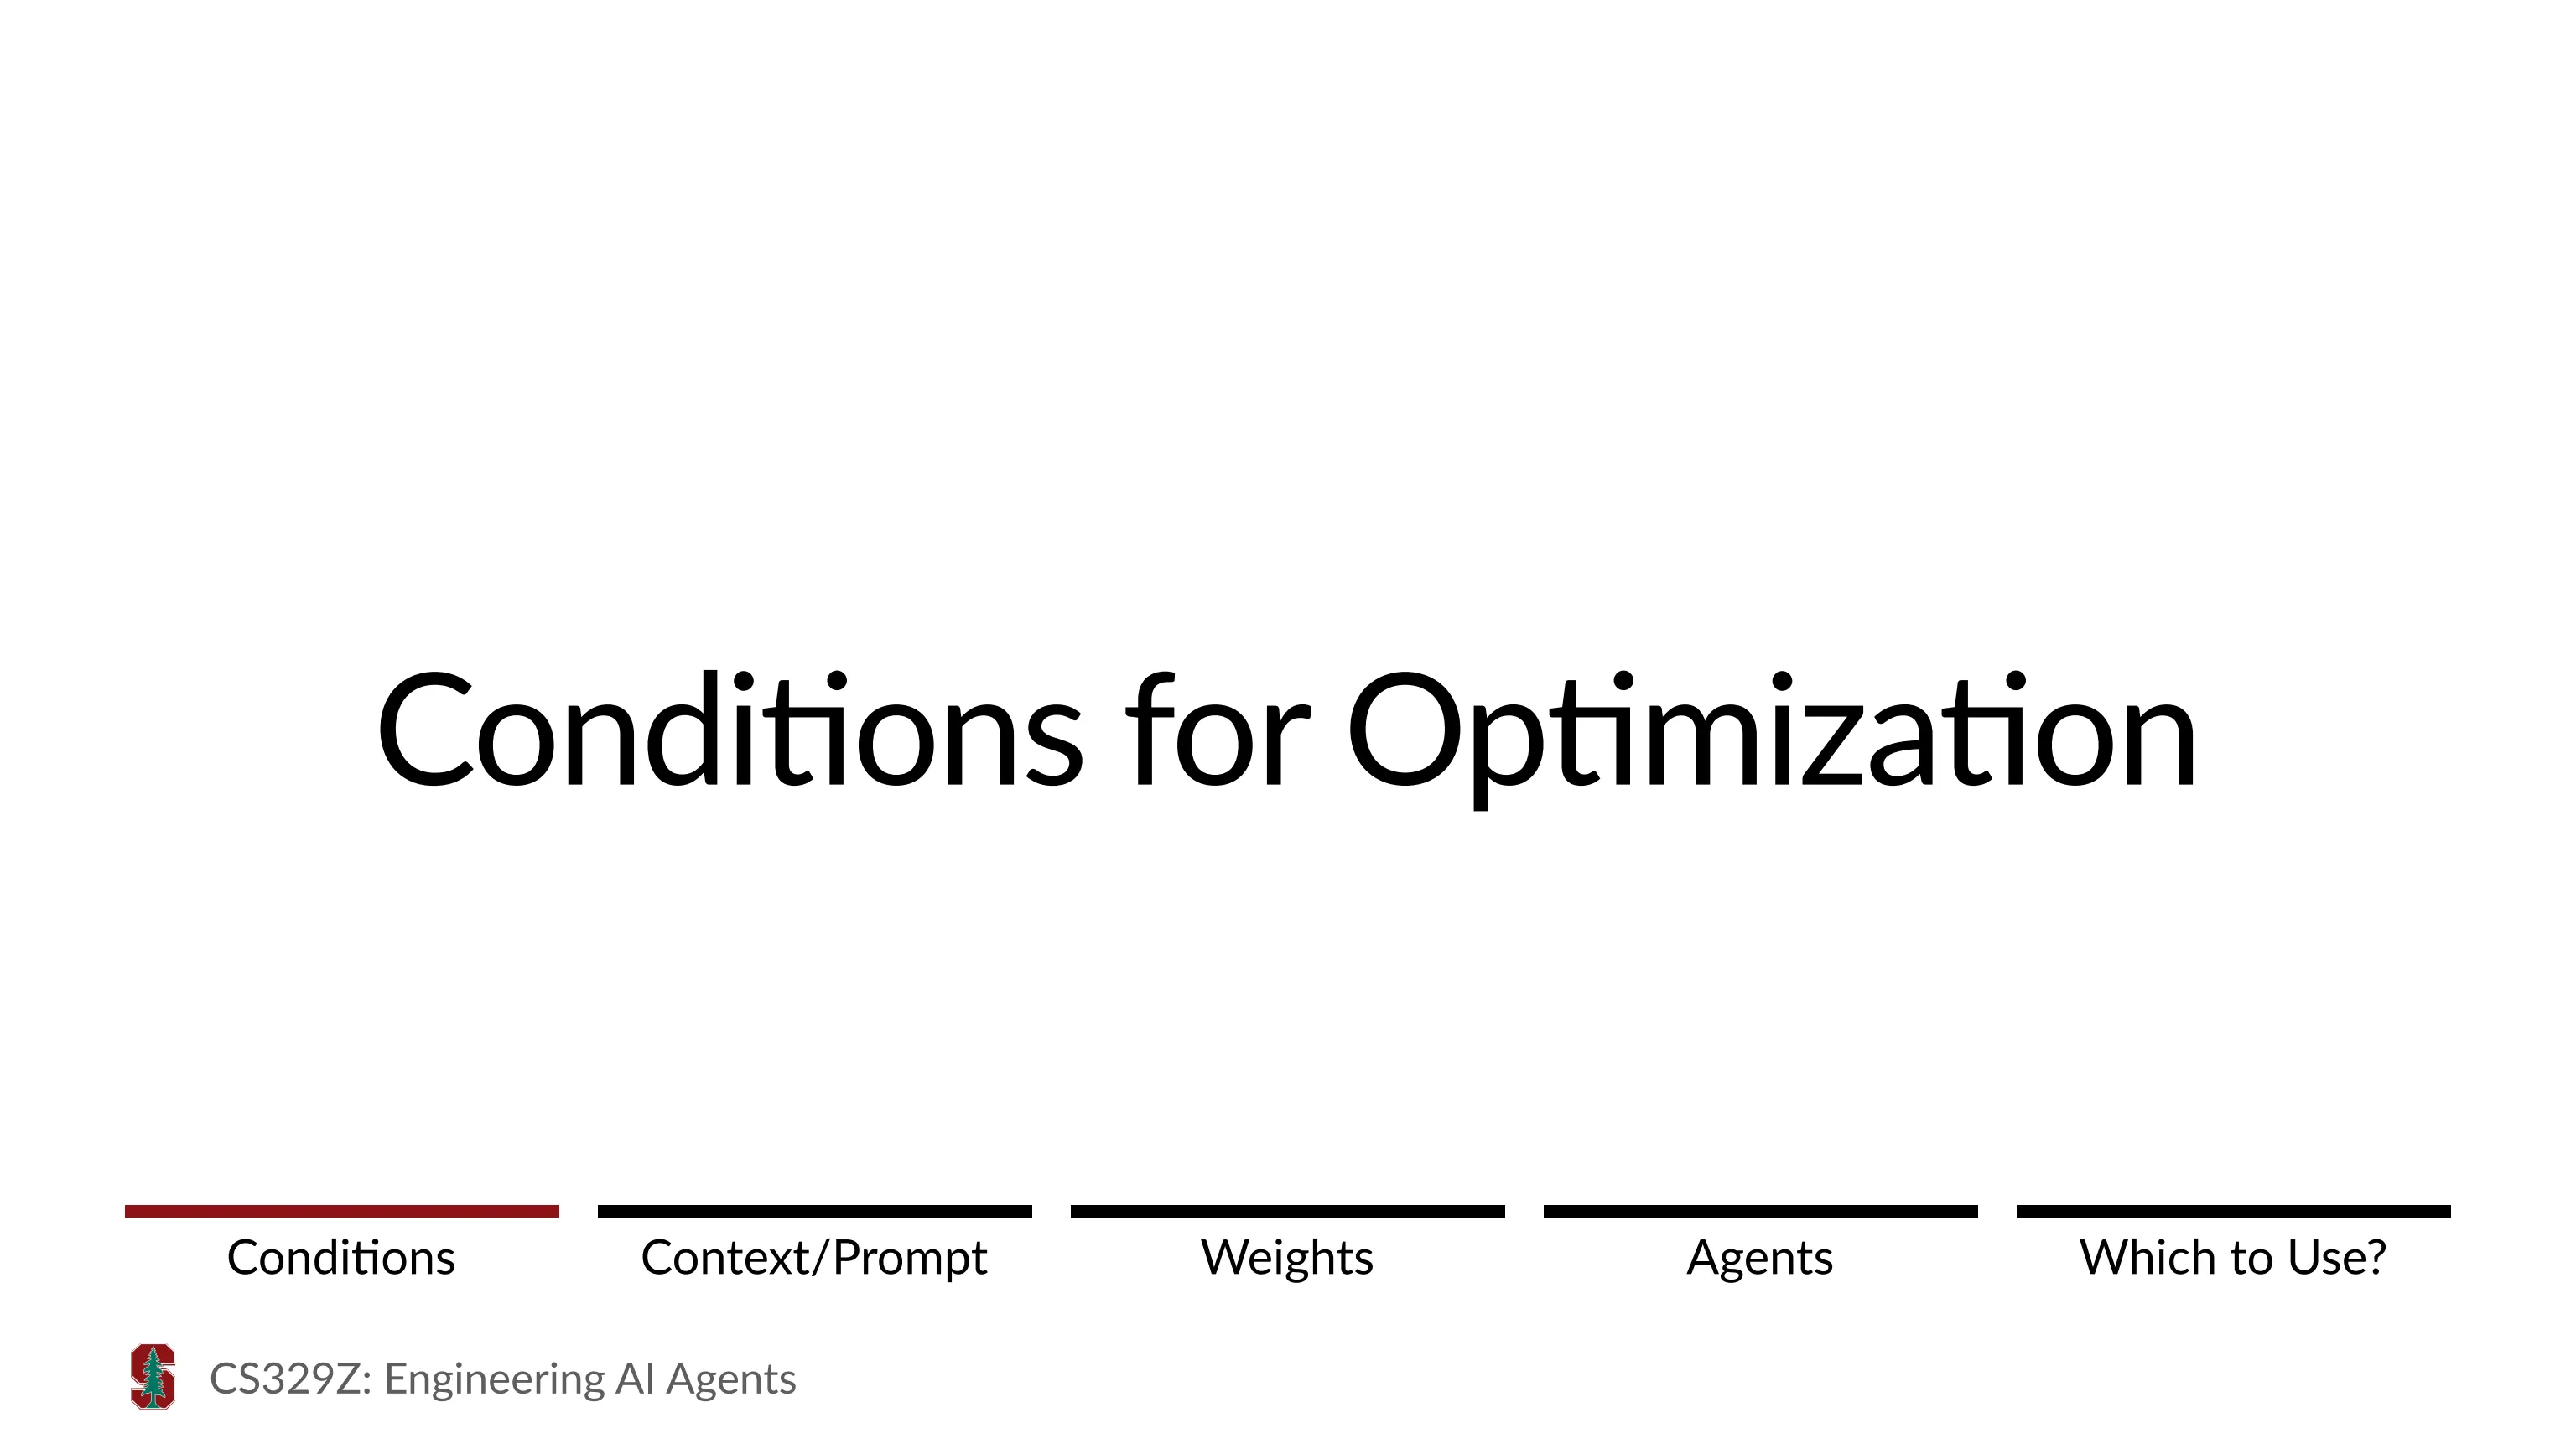 Conditions for Optimization
Conditions
Context/Prompt
Weights
Agents
Which to Use?
CS329Z: Engineering AI Agents